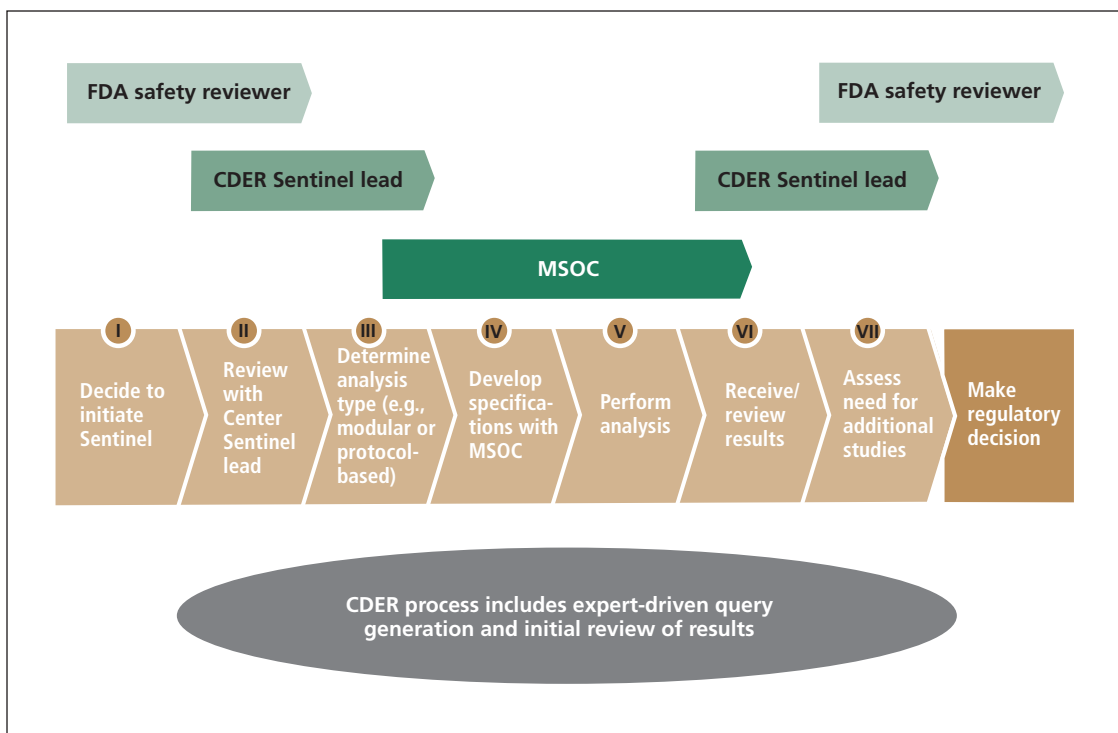 FDA safety reviewer
FDA safety reviewer
CDER Sentinel lead
CDER Sentinel lead
MSOC
I
Decide to
initiate
Sentinel
II
Review
with
Center
Sentinel
lead
III
Determine
analysis
type (e.g.,
modular or
protocol-
based)
IV
Develop
specifica-
tions with
MSOC
V
Perform
analysis
VI
Receive/
review
results
VII
Assess
need for
additional
studies
Make
regulatory
decision
CDER process includes expert-driven query
generation and initial review of results